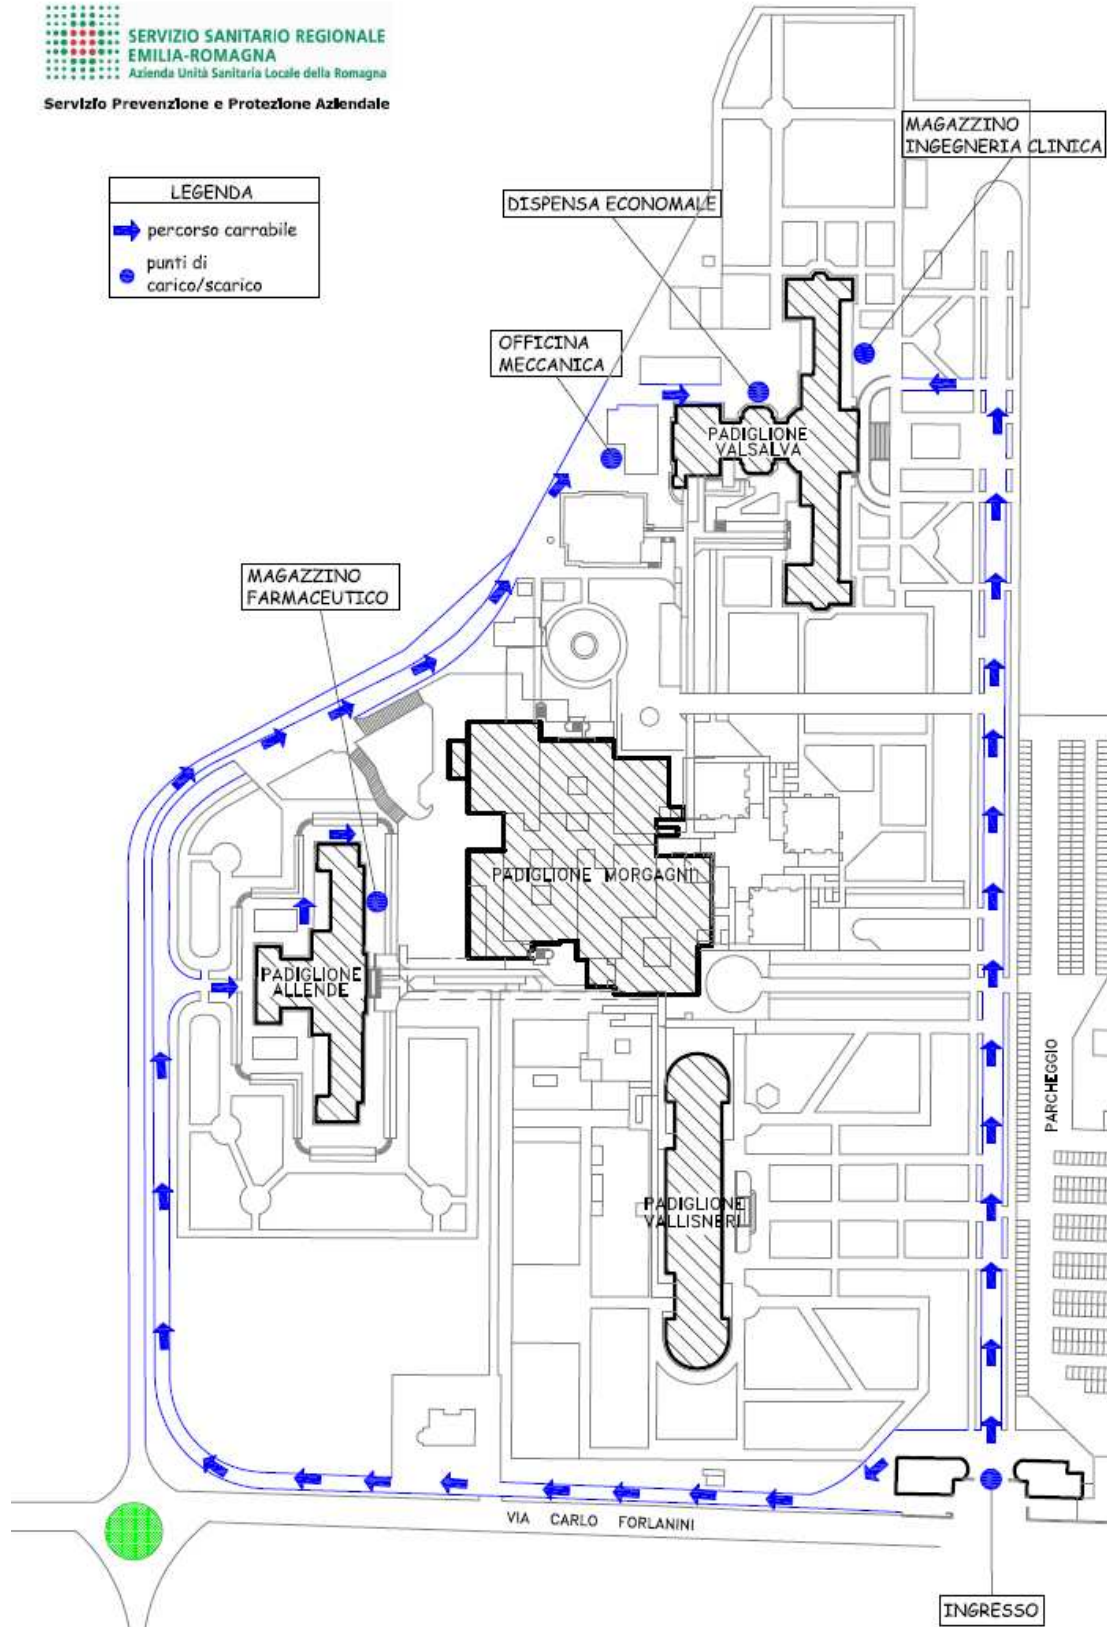 SERVIZIO SANITARIO REGIONALE
EMILIA-ROMAGNA
Azienda Unità Sanitaria Locale della Romagna
Servizio Prevenzione e Protezione Aziendale
LEGENDA
percorso carrabile
punti di
carico/scarico
MAGAZZINO
INGEGNERIA CLINICA
DISPENSA ECONOMALE
OFFICINA
MECCANICA
PADIGLIONE
VALSALVA
MAGAZZINO
FARMACEUTICO
PADIGLIONE MORGAGNI
PADIGLIONE
ALLENDE
PARCHEGGIO
PADIGLIONE
VALLISNERI
VIA CARLO FORLANINI
INGRESSO